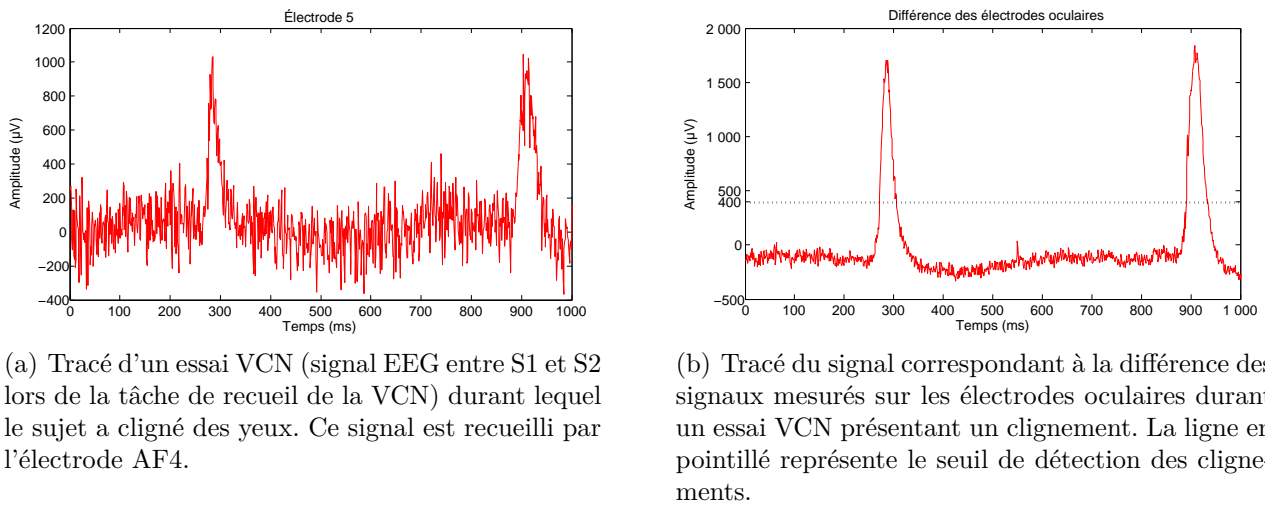 Électrode 5
1200
1000
800
600
400
200
0
−200
−400
Amplitude (µV)
0 100 200 300 400 500 600 700 800 900 1000
Temps (ms)
(a) Tracé d'un essai VCN (signal EEG entre S1 et S2
lors de la tâche de recueil de la VCN) durant lequel
le sujet a cligné des yeux. Ce signal est recueilli par
l'électrode AF4.
Différence des électrodes oculaires
2 000
1 500
1 000
500
400
0
−500
Amplitude (µV)
0 100 200 300 400 500 600 700 800 900 1 000
Temps (ms)
(b) Tracé du signal correspondant à la différence des
signaux mesurés sur les électrodes oculaires durant
un essai VCN présentant un clignement. La ligne en
pointillé représente le seuil de détection des cligne-
ments.